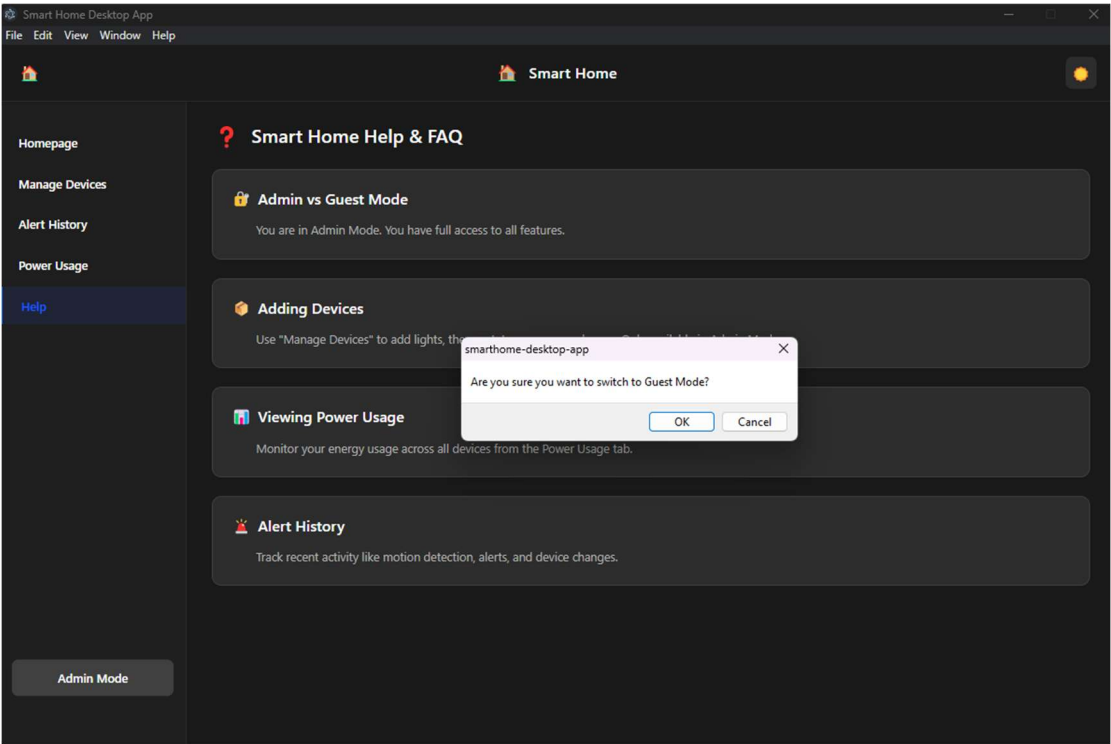 Smart Home Desktop App
File Edit View Window Help
Smart Home
Homepage
Manage Devices
Alert History
Power Usage
Help
Admin Mode
Smart Home Help & FAQ
Admin vs Guest Mode
You are in Admin Mode. You have full access to all features.
Adding Devices
Use "Manage Devices" to add lights,
Viewing Power Usage
Monitor your energy usage across all devices from the Power Usage tab.
Alert History
Track recent activity like motion detection, alerts, and device changes.
smarthome-desktop-app
Are you sure you want to switch to Guest Mode?
OK Cancel